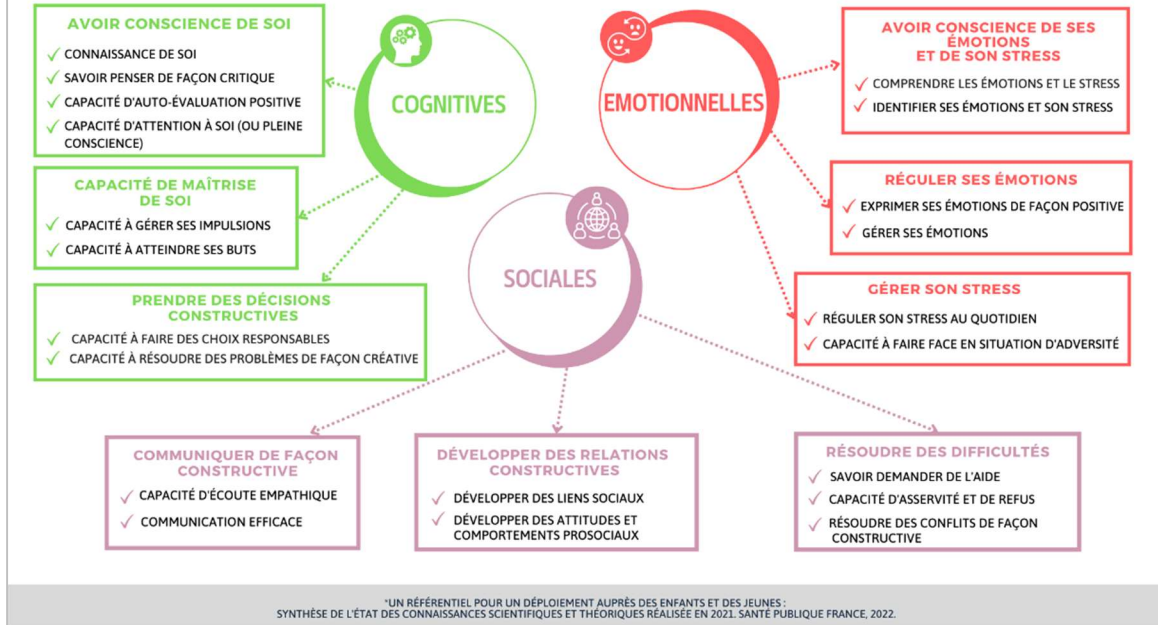 AVOIR CONSCIENCE DE SOI
CONNAISSANCE DE SOI
SAVOIR PENSER DE FAÇON CRITIQUE
CAPACITÉ D'AUTO-ÉVALUATION POSITIVE
CAPACITÉ D'ATTENTION À SOI (OU PLEINE
CONSCIENCE)
CAPACITÉ DE MAÎTRISE
DE SOI
CAPACITÉ À GÉRER SES IMPULSIONS
CAPACITÉ À ATTEINDRE SES BUTS
PRENDRE DES DÉCISIONS
CONSTRUCTIVES
CAPACITÉ À FAIRE DES CHOIX RESPONSABLES
CAPACITÉ À RÉSOUDRE DES PROBLÈMES DE FAÇON CRÉATIVE
COGNITIVES
EMOTIONNELLES
AVOIR CONSCIENCE DE SES
ÉMOTIONS
ET DE SON STRESS
COMPRENDRE LES ÉMOTIONS ET LE STRESS
IDENTIFIER SES ÉMOTIONS ET SON STRESS
RÉGULER SES ÉMOTIONS
EXPRIMER SES ÉMOTIONS DE FAÇON POSITIVE
GÉRER SES ÉMOTIONS
GÉRER SON STRESS
RÉGULER SON STRESS AU QUOTIDIEN
CAPACITÉ À FAIRE FACE EN SITUATION D'ADVERSITÉ
SOCIALES
COMMUNIQUER DE FAÇON
CONSTRUCTIVE
CAPACITÉ D'ÉCOUTE EMPATHIQUE
COMMUNICATION EFFICACE
DÉVELOPPER DES RELATIONS
CONSTRUCTIVES
DÉVELOPPER DES LIENS SOCIAUX
DÉVELOPPER DES ATTITUDES ET
COMPORTEMENTS PROSOCIAUX
RÉSOUDRE DES DIFFICULTÉS
SAVOIR DEMANDER DE L'AIDE
CAPACITÉ D'ASSERVITÉ ET DE REFUS
RÉSOUDRE DES CONFLITS DE FAÇON
CONSTRUCTIVE
*UN RÉFÉRENTIEL POUR UN DÉPLOIEMENT AUPRÈS DES ENFANTS ET DES JEUNES :
SYNTHÈSE DE L'ÉTAT DES CONNAISSANCES SCIENTIFIQUES ET THÉORIQUES RÉALISÉE EN 2021. SANTÉ PUBLIQUE FRANCE, 2022.